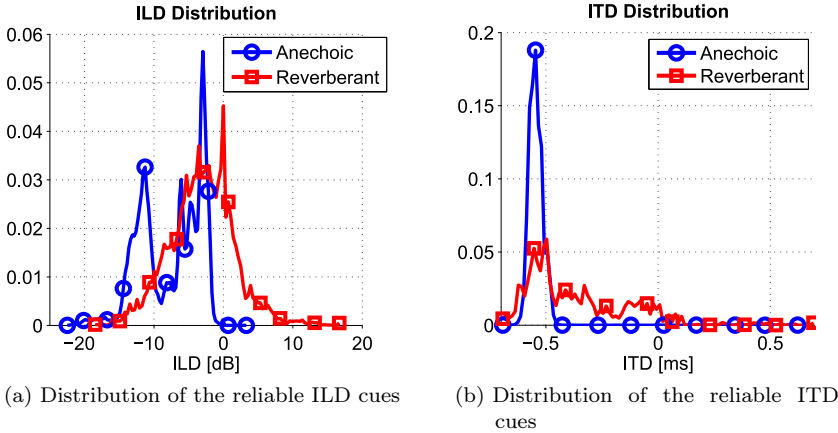 ILD Distribution
0.06
0.05
0.04
0.03
0.02
0.01
0
−20
−10
0
10
20
ILD [dB]
Anechoic
Reverberant
(a) Distribution of the reliable ILD cues
ITD Distribution
0.2
0.15
0.1
0.05
0
−0.5
0
0.5
ITD [ms]
Anechoic
Reverberant
(b) Distribution of the reliable ITD
cues